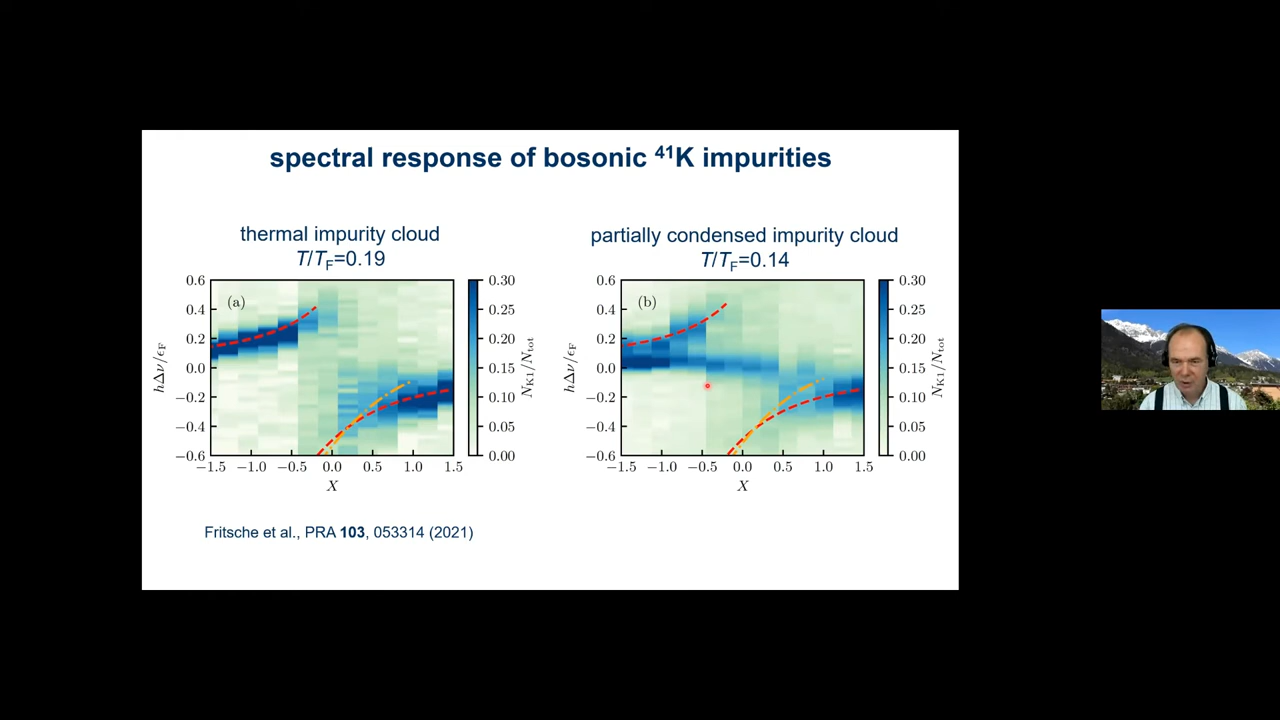 spectral response of bosonic ⁴¹K impurities
thermal impurity cloud
T/T_F=0.19
partially condensed impurity cloud
T/T_F=0.14
(a)
0.6
0.4
0.2
0.0
−0.2
−0.4
−0.6
hΔν/ϵ_F
−1.5 −1.0 −0.5 0.0 0.5 1.0 1.5
X
0.30
0.25
0.20
0.15
0.10
0.05
0.00
N_K1/N_tot
(b)
0.6
0.4
0.2
0.0
−0.2
−0.4
−0.6
hΔν/ϵ_F
−1.5 −1.0 −0.5 0.0 0.5 1.0 1.5
X
0.30
0.25
0.20
0.15
0.10
0.05
0.00
N_K1/N_tot
Fritsche et al., PRA 103, 053314 (2021)